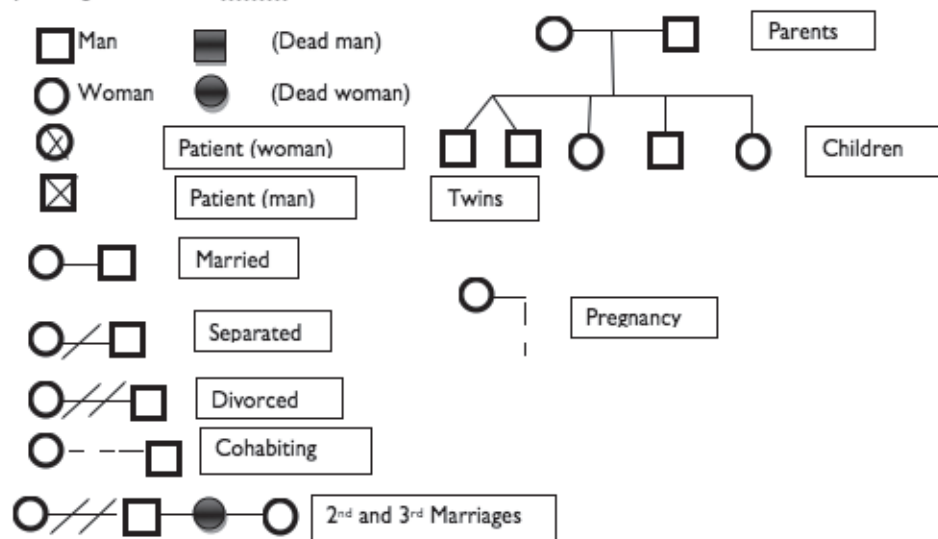 Man
(Dead man)
Parents
Woman
(Dead woman)
Patient (woman)
Children
Patient (man)
Twins
Married
Pregnancy
Separated
Divorced
Cohabiting
2nd and 3rd Marriages